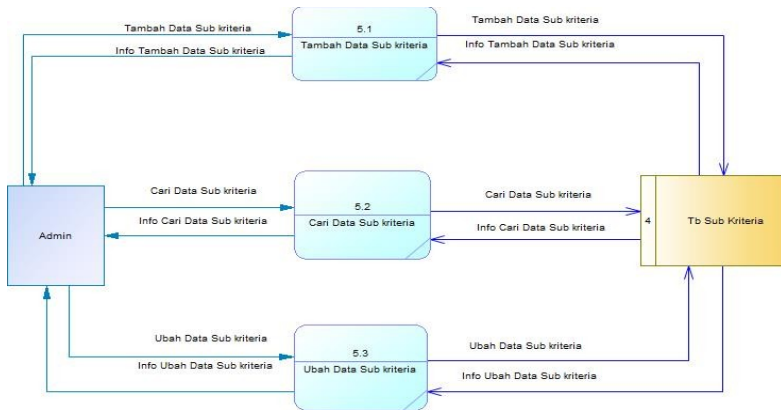 Tambah Data Sub kriteria
Info Tambah Data Sub kriteria
5.1
Tambah Data Sub kriteria
Tambah Data Sub kriteria
Info Tambah Data Sub kriteria
Admin
Cari Data Sub kriteria
Info Cari Data Sub kriteria
5.2
Cari Data Sub kriteria
Cari Data Sub kriteria
Info Cari Data Sub kriteria
4
Tb Sub Kriteria
Ubah Data Sub kriteria
Info Ubah Data Sub kriteria
5.3
Ubah Data Sub kriteria
Ubah Data Sub kriteria
Info Ubah Data Sub kriteria